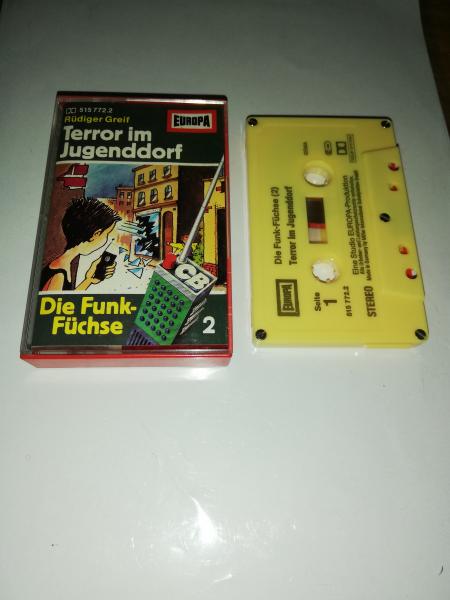 515 772.2
Rüdiger Greif
EUROPA
Terror im
Jugenddorf
CB
Die Funk-
Füchse
2
EUROPA
Die Funk-Füchse (2)
Terror im Jugenddorf
Seite
1
Eine Studio EUROPA-Produktion
515 772.2
STEREO